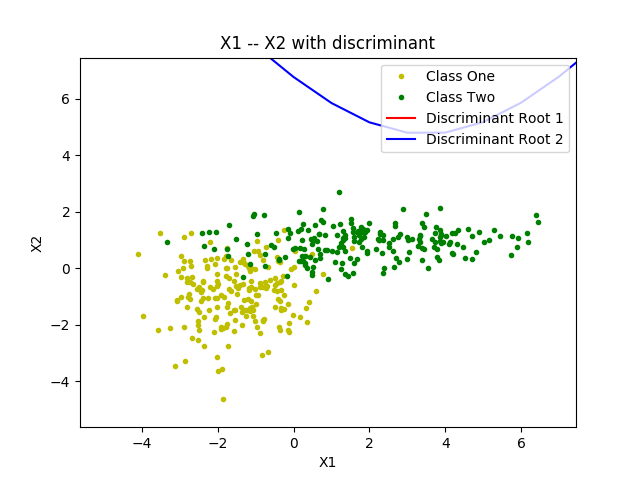 X1 -- X2 with discriminant
Class One
Class Two
Discriminant Root 1
Discriminant Root 2
6
4
2
0
−2
−4
X2
−4
−2
0
2
4
6
X1